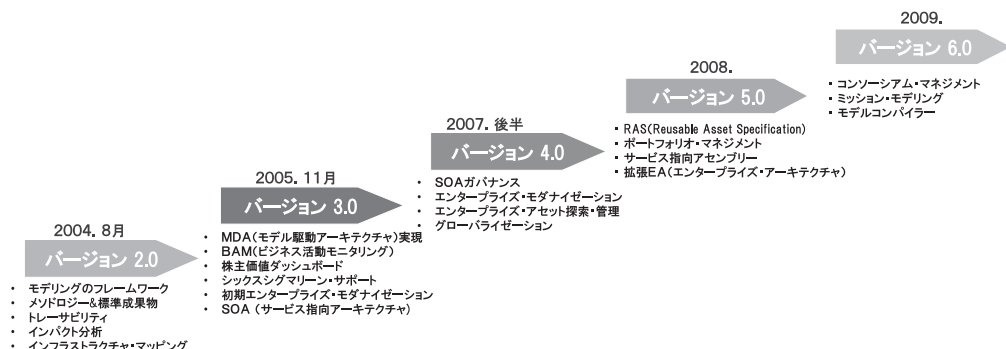 2004. 8月
バージョン 2.0
・ モデリングのフレームワーク
・ メソドロジー&標準成果物
・ トレーサビリティ
・ インパクト分析
・ インフラストラクチャ・マッピング
2005. 11月
バージョン 3.0
・ MDA(モデル駆動アーキテクチャ)実現
・ BAM(ビジネス活動モニタリング)
・ 株主価値ダッシュボード
・ シックスシグマリーン・サポート
・ 初期エンタープライズ・モダナイゼーション
・ SOA (サービス指向アーキテクチャ)
2007. 後半
バージョン 4.0
・ SOAガバナンス
・ エンタープライズ・モダナイゼーション
・ エンタープライズ・アセット探索・管理
・ グローバライゼーション
2008.
バージョン 5.0
▪ RAS(Reusable Asset Specification)
▪ ポートフォリオ・マネジメント
▪ サービス指向アセンブリー
▪ 拡張EA(エンタープライズ・アーキテクチャ)
2009.
バージョン 6.0
▪ コンソーシアム・マネジメント
▪ ミッション・モデリング
▪ モデルコンパイラー